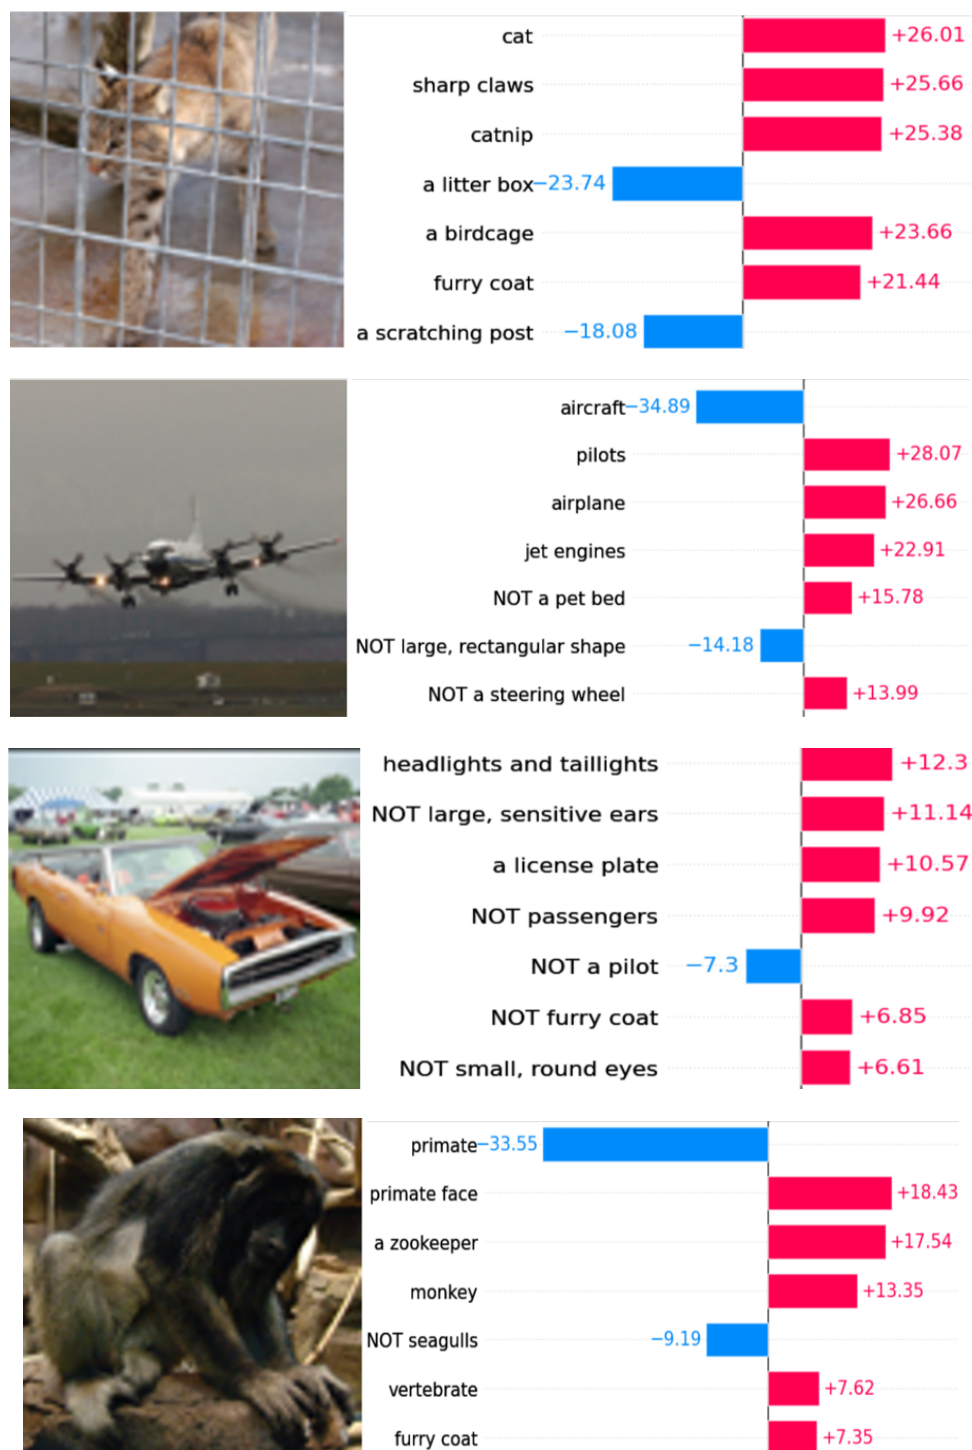 cat +26.01
sharp claws +25.66
catnip +25.38
a litter box −23.74
a birdcage +23.66
furry coat +21.44
a scratching post −18.08
aircraft −34.89
pilots +28.07
airplane +26.66
jet engines +22.91
NOT a pet bed +15.78
NOT large, rectangular shape −14.18
NOT a steering wheel +13.99
headlights and taillights +12.3
NOT large, sensitive ears +11.14
a license plate +10.57
NOT passengers +9.92
NOT a pilot −7.3
NOT furry coat +6.85
NOT small, round eyes +6.61
primate −33.55
primate face +18.43
a zookeeper +17.54
monkey +13.35
NOT seagulls −9.19
vertebrate +7.62
furry coat +7.35